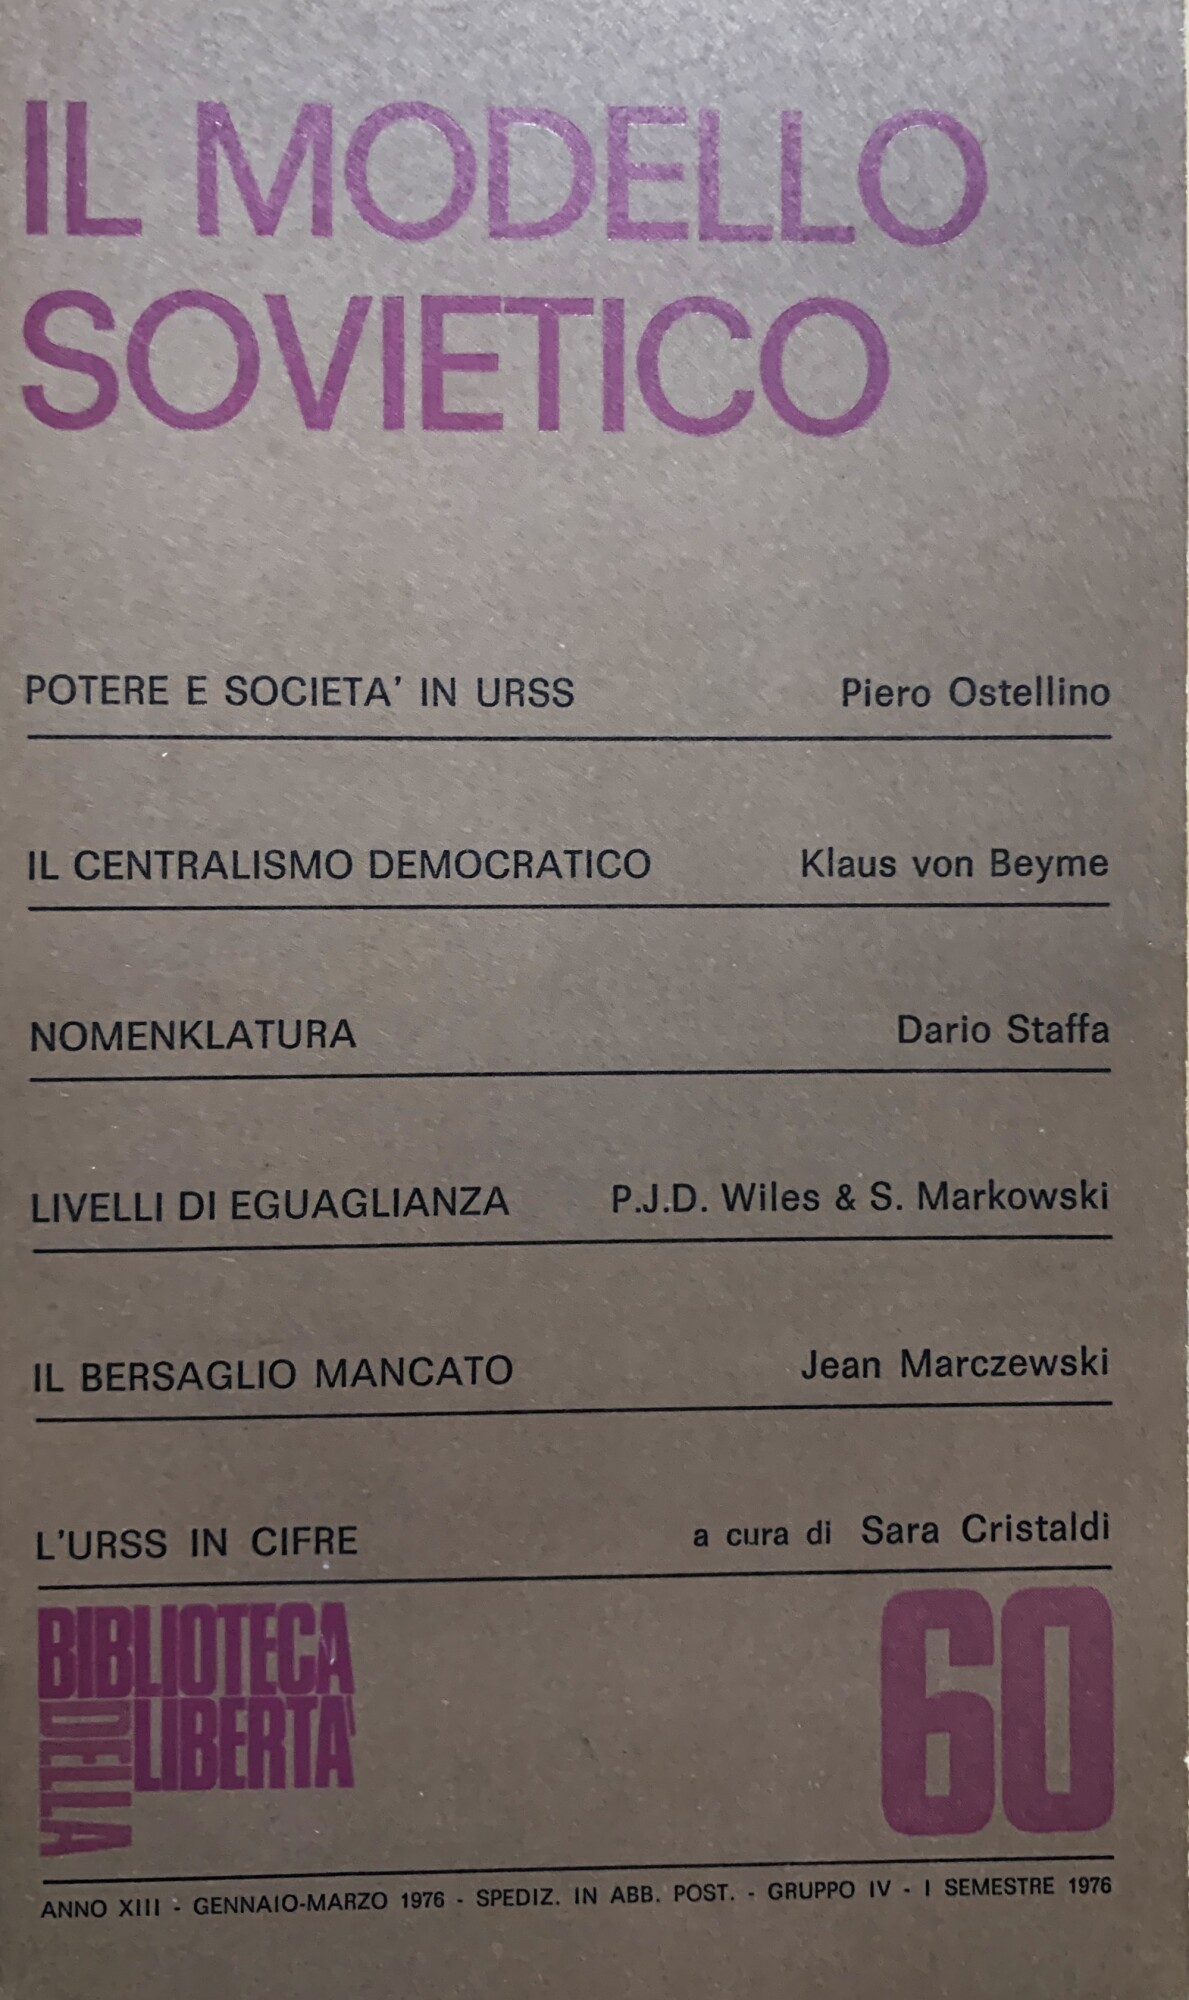 IL MODELLO
SOVIETICO
POTERE E SOCIETA' IN URSS Piero Ostellino
IL CENTRALISMO DEMOCRATICO Klaus von Beyme
NOMENKLATURA Dario Staffa
LIVELLI DI EGUAGLIANZA P.J.D. Wiles & S. Markowski
IL BERSAGLIO MANCATO Jean Marczewski
L'URSS IN CIFRE a cura di Sara Cristaldi
BIBLIOTECA
DELLA
LIBERTA'
60
ANNO XIII - GENNAIO-MARZO 1976 - SPEDIZ. IN ABB. POST. - GRUPPO IV - I SEMESTRE 1976